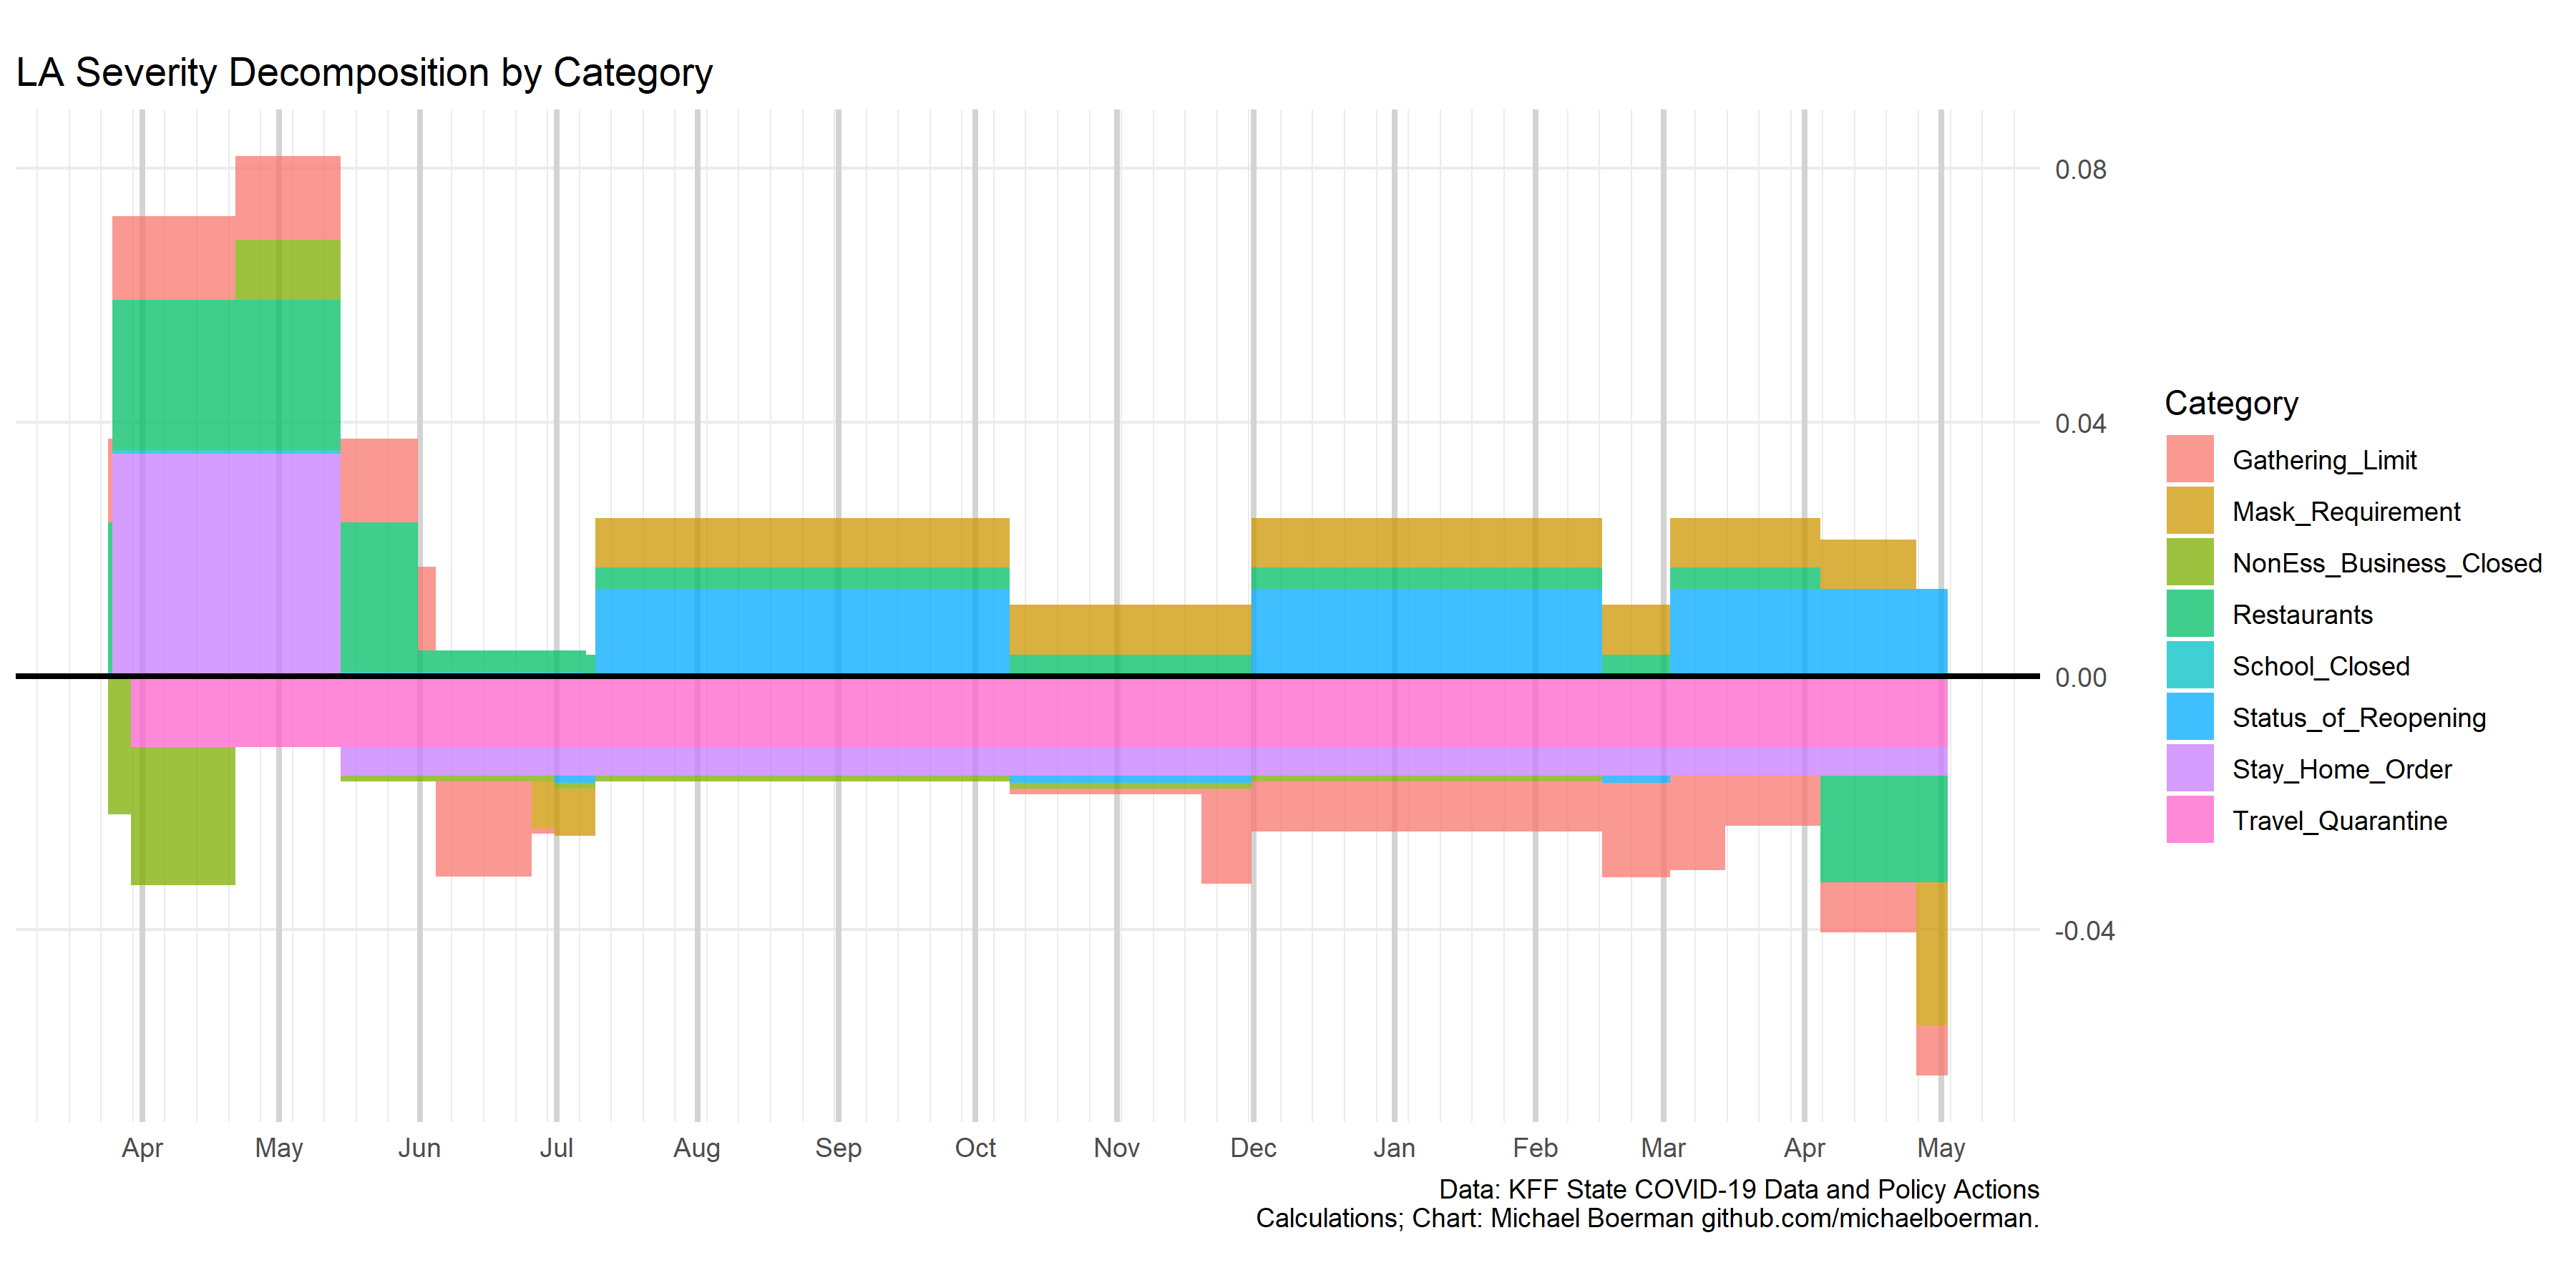 LA Severity Decomposition by Category
0.08
0.04
0.00
-0.04
Apr May Jun Jul Aug Sep Oct Nov Dec Jan Feb Mar Apr May
Data: KFF State COVID-19 Data and Policy Actions
Calculations; Chart: Michael Boerman github.com/michaelboerman.
Category
Gathering_Limit
Mask_Requirement
NonEss_Business_Closed
Restaurants
School_Closed
Status_of_Reopening
Stay_Home_Order
Travel_Quarantine